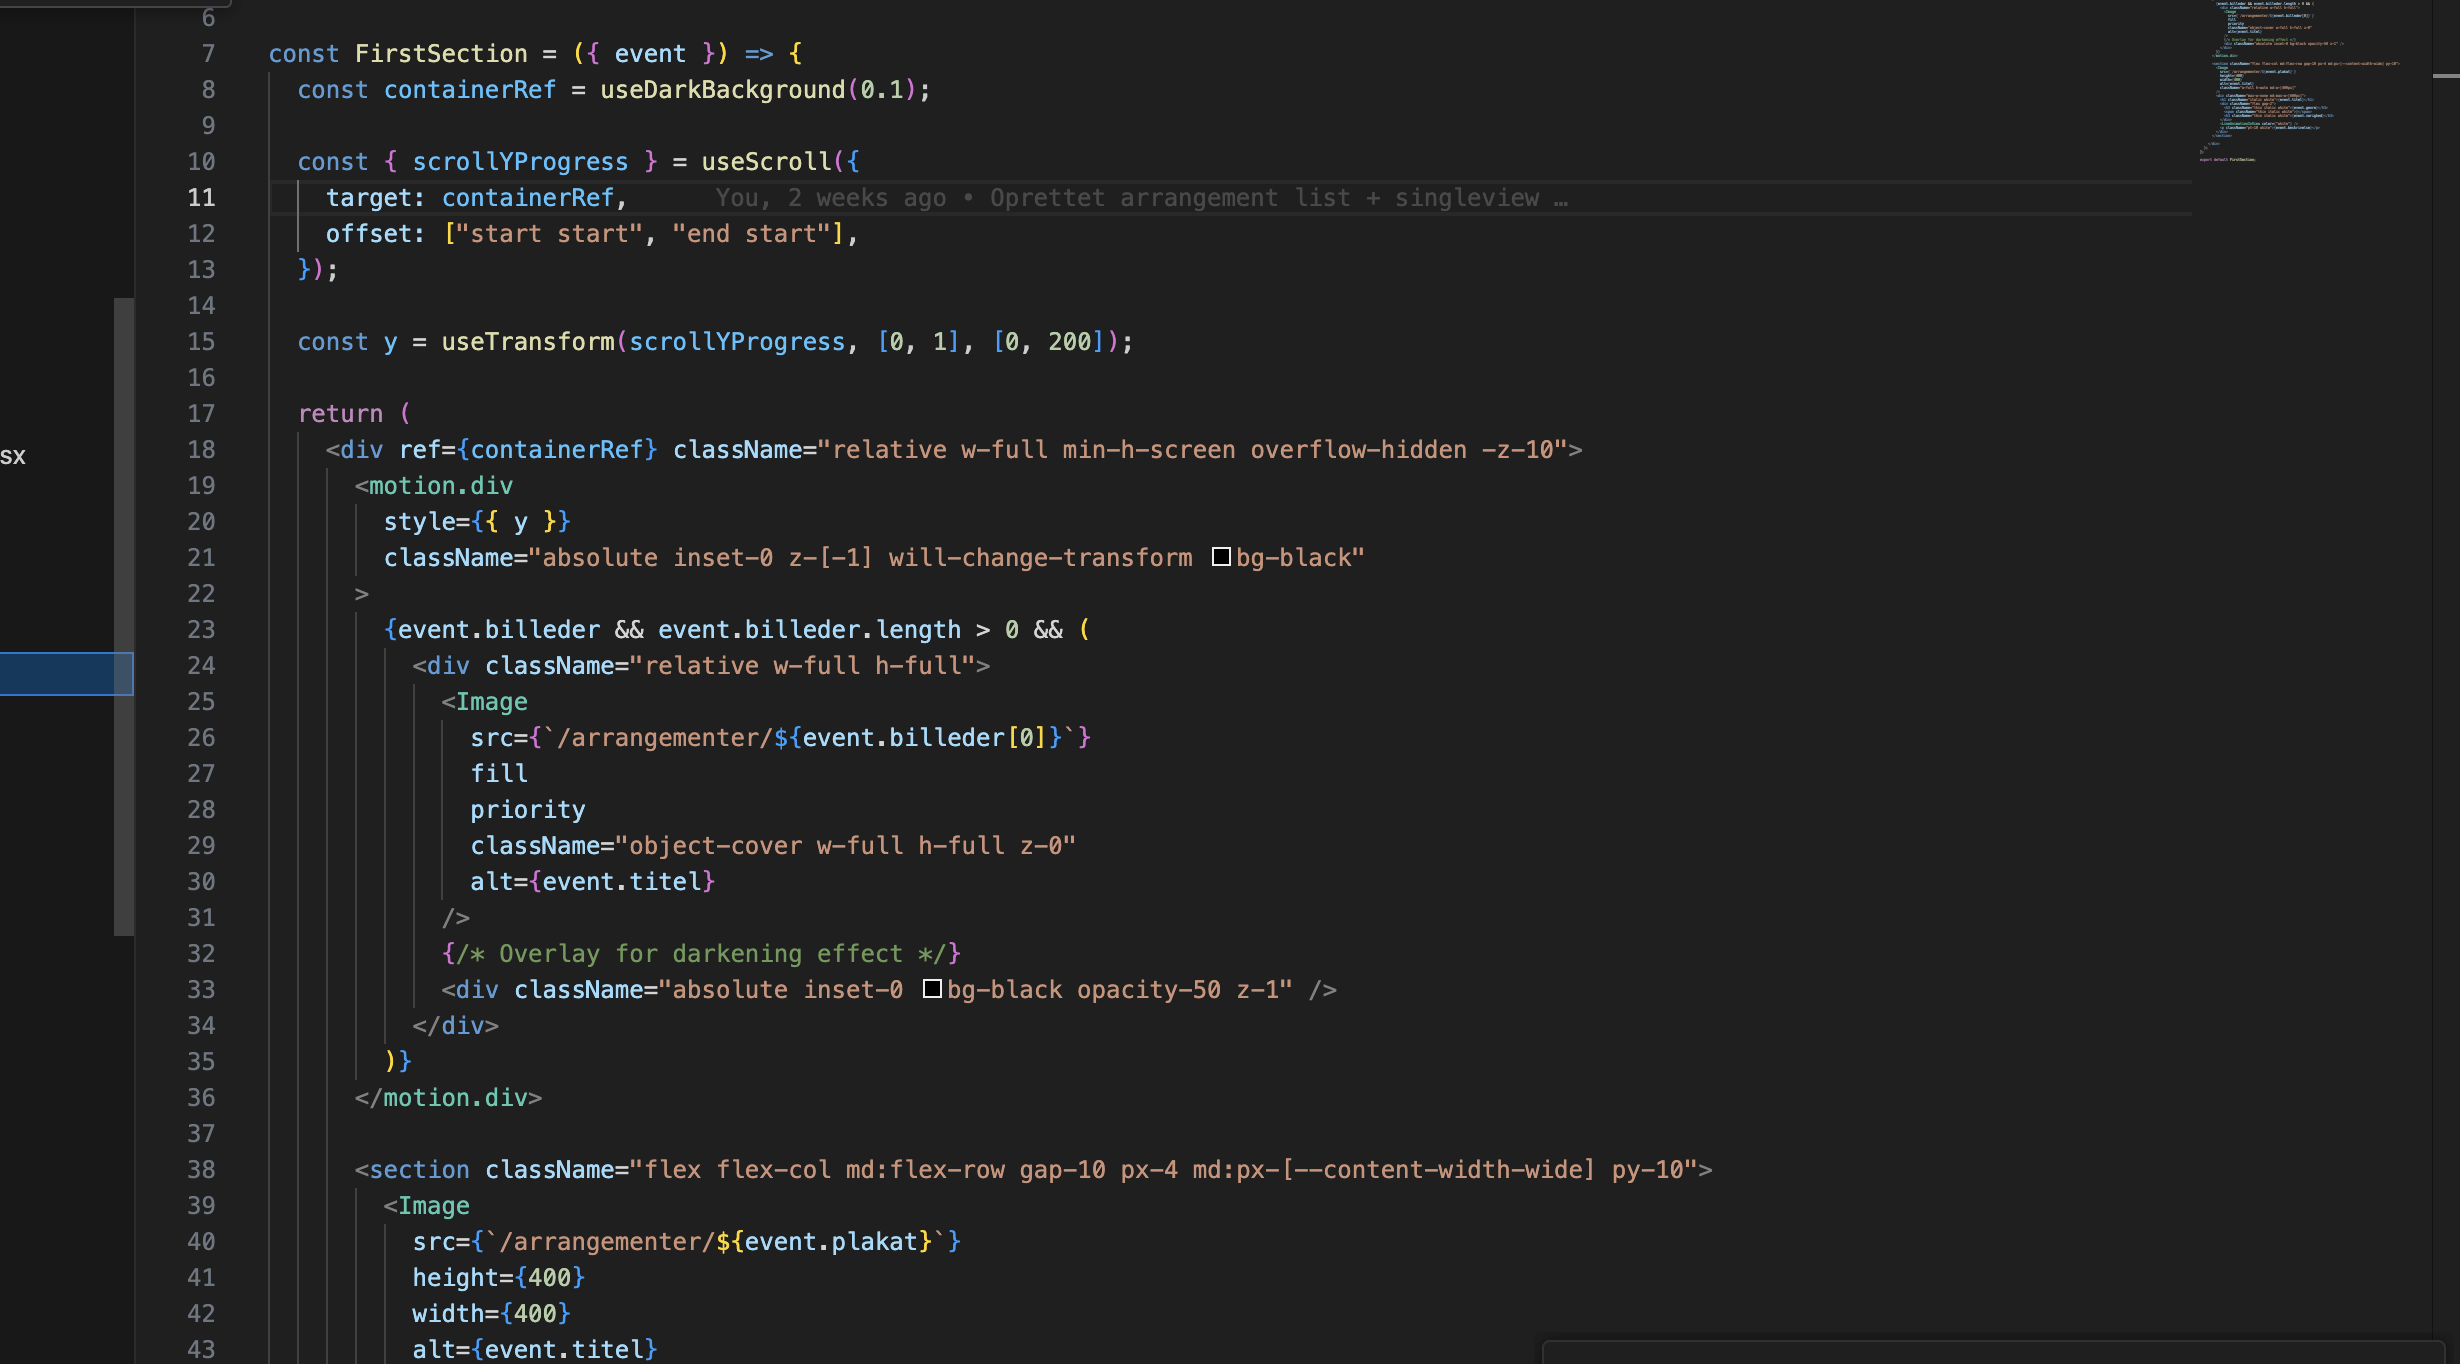 6
7 const FirstSection = ({ event }) => {
8 const containerRef = useDarkBackground(0.1);
9
10 const { scrollYProgress } = useScroll({
11 target: containerRef, You, 2 weeks ago • Oprettet arrangement list + singleview …
12 offset: ["start start", "end start"],
13 });
14
15 const y = useTransform(scrollYProgress, [0, 1], [0, 200]);
16
17 return (
18 <div ref={containerRef} className="relative w-full min-h-screen overflow-hidden -z-10">
19 <motion.div
20 style={{ y }}
21 className="absolute inset-0 z-[-1] will-change-transform bg-black"
22 >
23 {event.billeder && event.billeder.length > 0 && (
24 <div className="relative w-full h-full">
25 <Image
26 src={`/arrangementer/${event.billeder[0]}`}
27 fill
28 priority
29 className="object-cover w-full h-full z-0"
30 alt={event.titel}
31 />
32 {/* Overlay for darkening effect */}
33 <div className="absolute inset-0 bg-black opacity-50 z-1" />
34 </div>
35 )}
36 </motion.div>
37
38 <section className="flex flex-col md:flex-row gap-10 px-4 md:px-[--content-width-wide] py-10">
39 <Image
40 src={`/arrangementer/${event.plakat}`}
41 height={400}
42 width={400}
43 alt={event.titel}
sx